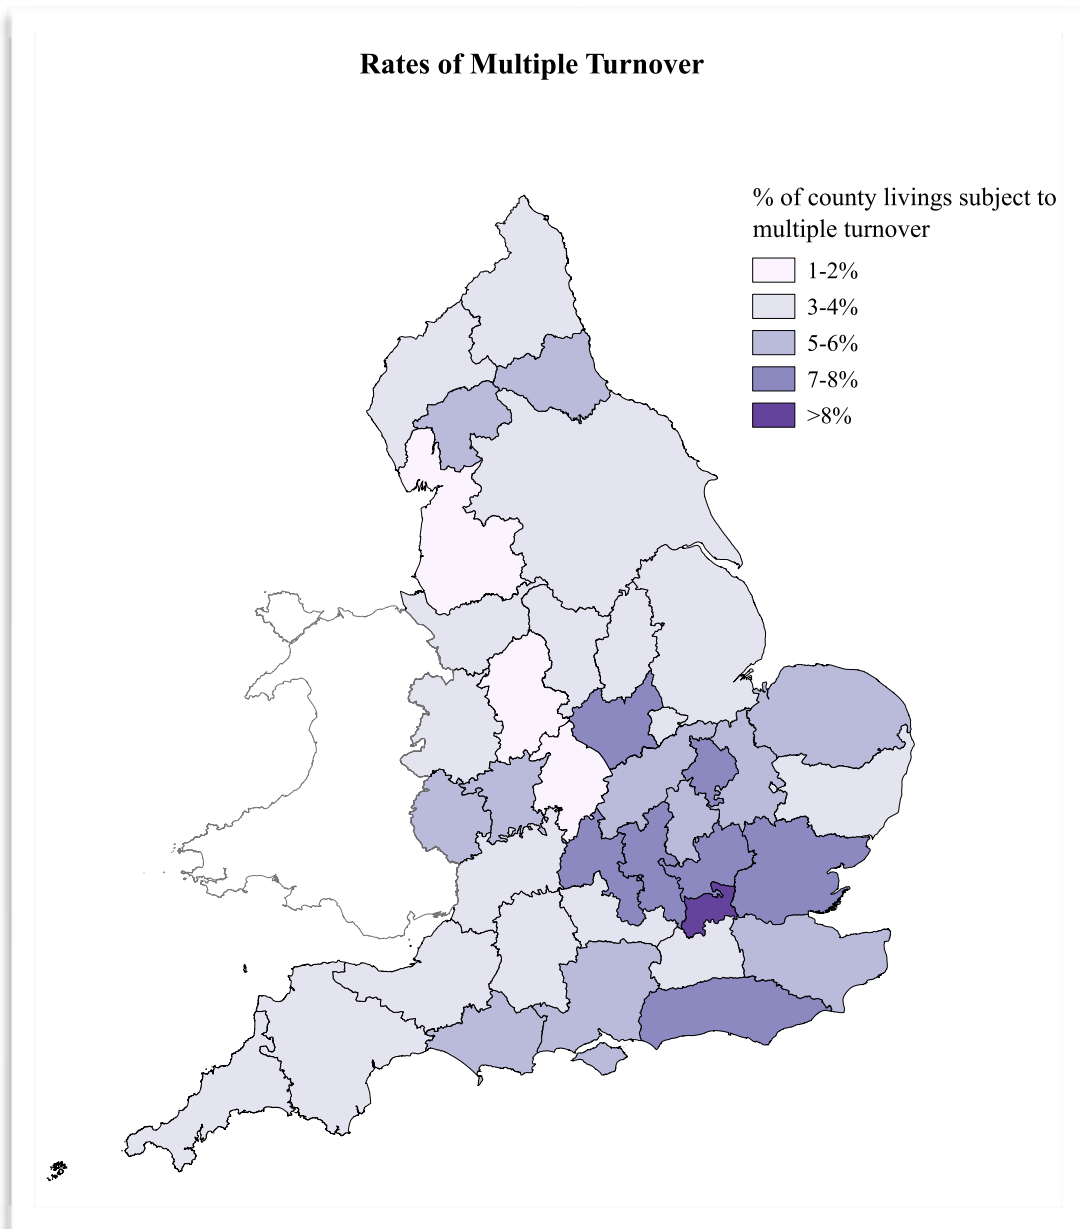 Rates of Multiple Turnover
% of county livings subject to
multiple turnover
1-2%
3-4%
5-6%
7-8%
>8%